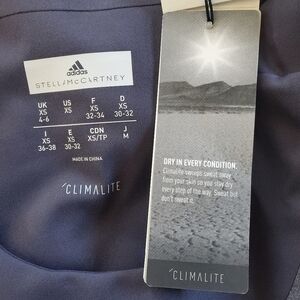 adidas
STELLA McCARTNEY
UK US F D
XS XS XS XS
4-6 32-34 30-32
I E CDN J
XS XS XS/TP M
36-38 30-32
MADE IN CHINA
CLIMALITE
DRY IN EVERY CONDITION.
Climalite sweeps sweat away
from your skin so you stay dry
every step of the way. Sweat but
don't sweat it.
CLIMALITE